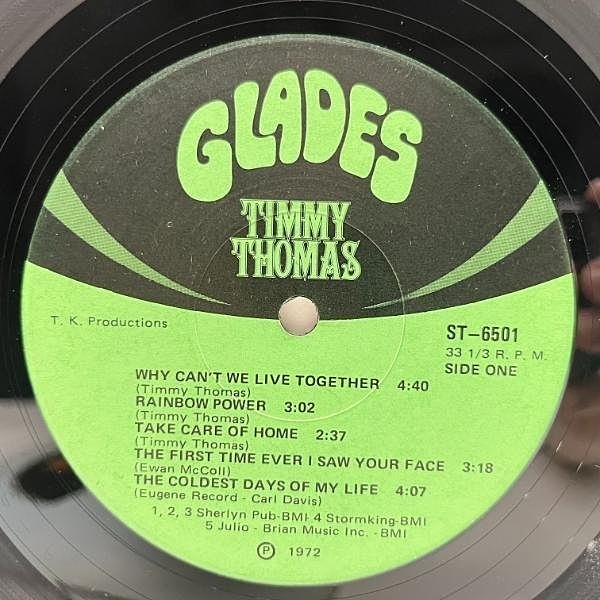 GLADES
TIMMY
THOMAS
T. K. Productions
ST-6501
33 1/3 R. P. M.
SIDE ONE
WHY CAN'T WE LIVE TOGETHER 4:40
(Timmy Thomas)
RAINBOW POWER 3:02
(Timmy Thomas)
TAKE CARE OF HOME 2:37
(Timmy Thomas)
THE FIRST TIME EVER I SAW YOUR FACE 3:18
(Ewan McColl)
THE COLDEST DAYS OF MY LIFE 4:07
(Eugene Record - Carl Davis)
1, 2, 3 Sherlyn Pub-BMI 4 Stormking-BMI
5 Julio - Brian Music Inc. -BMI
℗ 1972